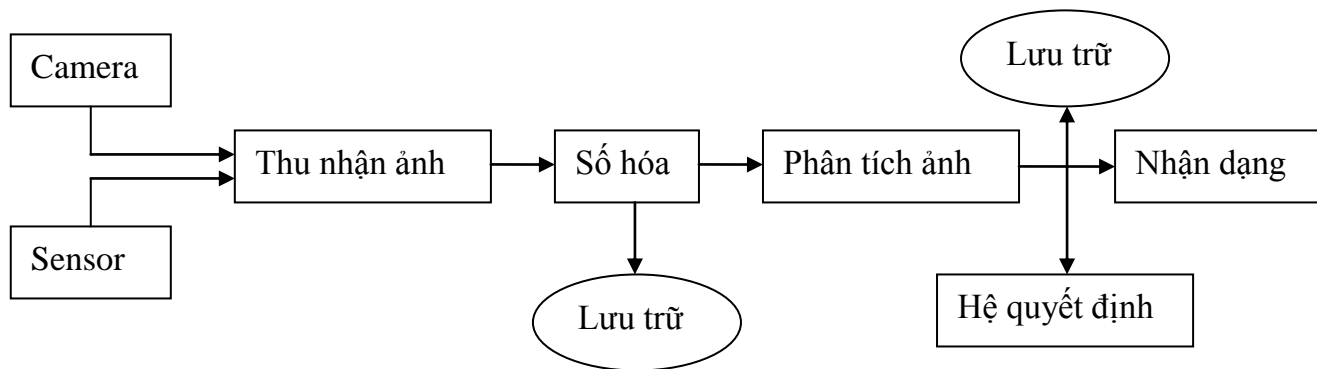 Camera
Sensor
Thu nhận ảnh
Số hóa
Lưu trữ
Phân tích ảnh
Lưu trữ
Nhận dạng
Hệ quyết định